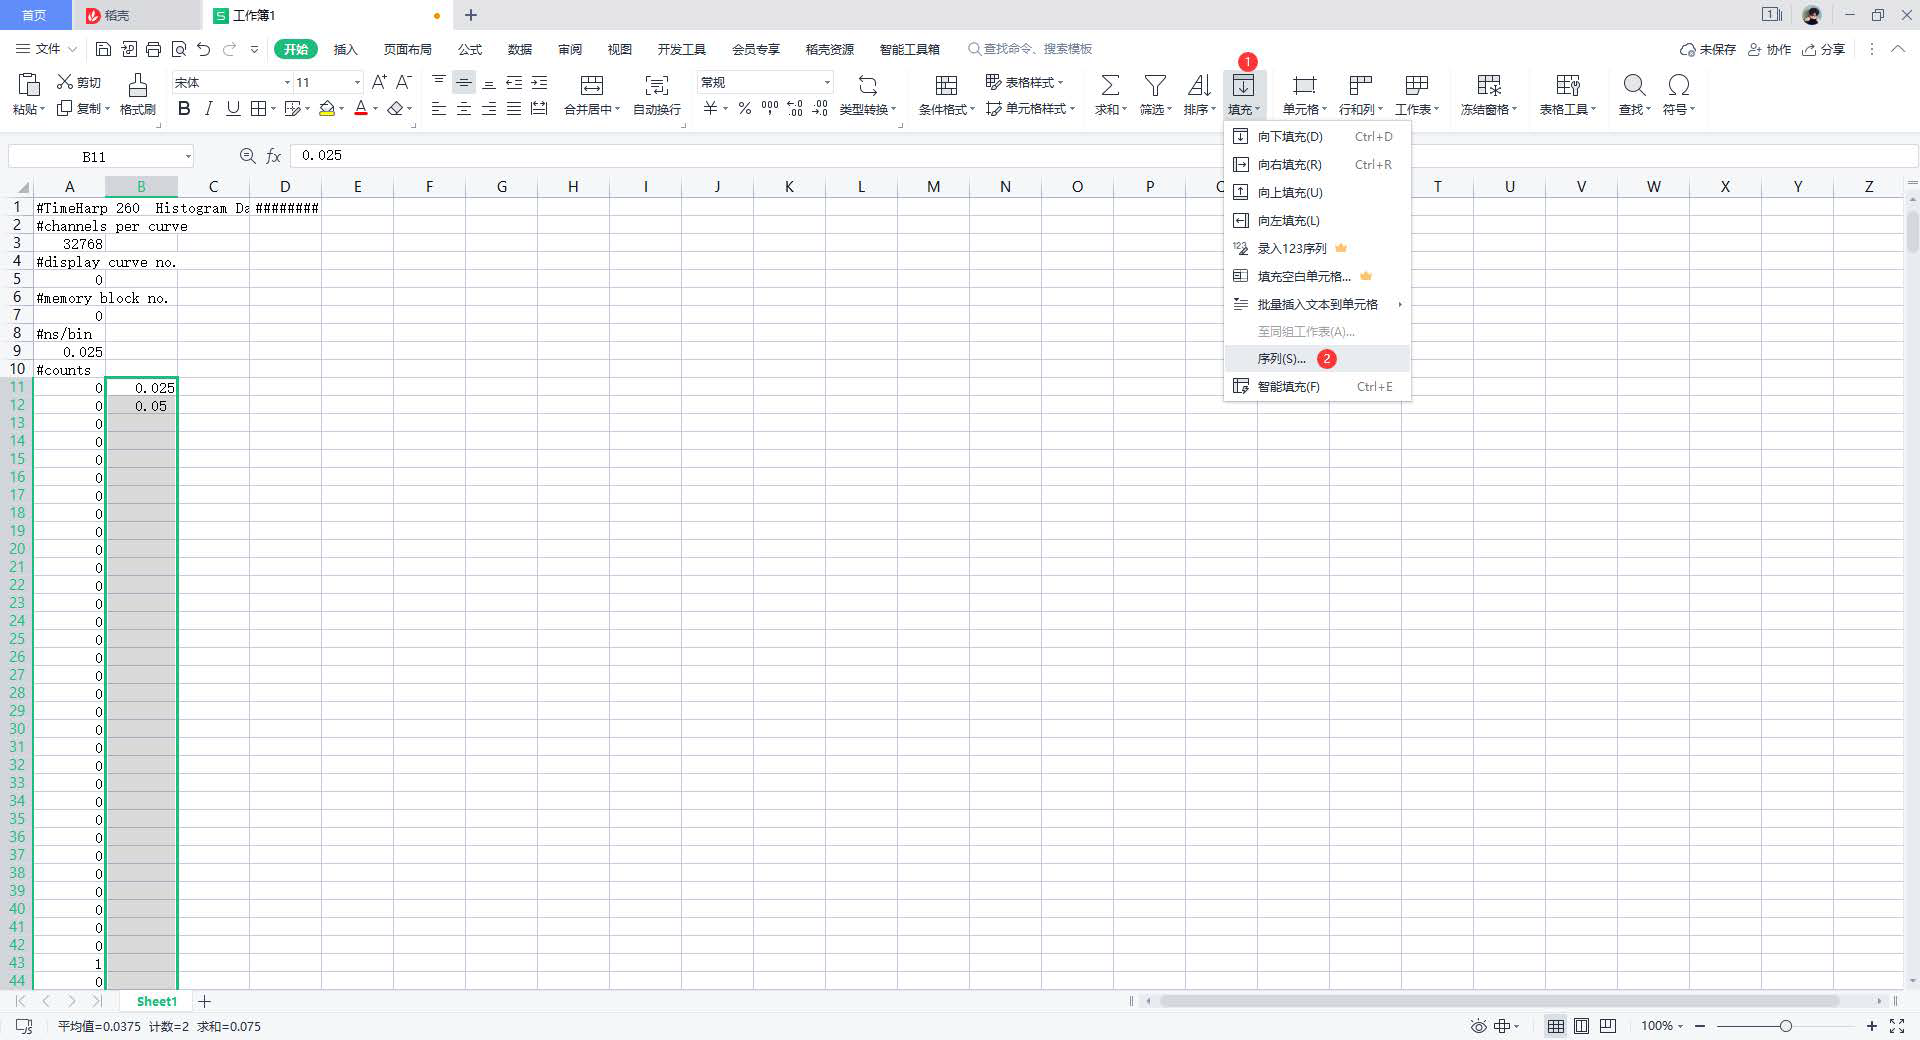 首页 稻壳 工作簿1
1
文件 开始 插入 页面布局 公式 数据 审阅 视图 开发工具 会员专享 稻壳资源 智能工具箱 查找命令、搜索模板 未保存 协作 分享
1
粘贴 剪切 复制 格式刷 宋体 11 A+ A- B I U A 合并居中 自动换行 常规 ¥ % 000 类型转换 条件格式 表格样式 单元格样式 求和 筛选 排序 填充 单元格 行和列 工作表 冻结窗格 表格工具 查找 符号
B11 fx 0.025
向下填充(D) Ctrl+D
向右填充(R) Ctrl+R
向上填充(U)
向左填充(L)
录入123序列
填充空白单元格...
批量插入文本到单元格
至同组工作表(A)...
序列(S)... 2
智能填充(F) Ctrl+E
A B C D E F G H I J K L M N O P Q T U V W X Y Z
1 #TimeHarp 260 Histogram Da ########
2 #channels per curve
3 32768
4 #display curve no.
5 0
6 #memory block no.
7 0
8 #ns/bin
9 0.025
10 #counts
11 0 0.025
12 0 0.05
13 0
14 0
15 0
16 0
17 0
18 0
19 0
20 0
21 0
22 0
23 0
24 0
25 0
26 0
27 0
28 0
29 0
30 0
31 0
32 0
33 0
34 0
35 0
36 0
37 0
38 0
39 0
40 0
41 0
42 0
43 1
44 0
Sheet1
平均值=0.0375 计数=2 求和=0.075 100%